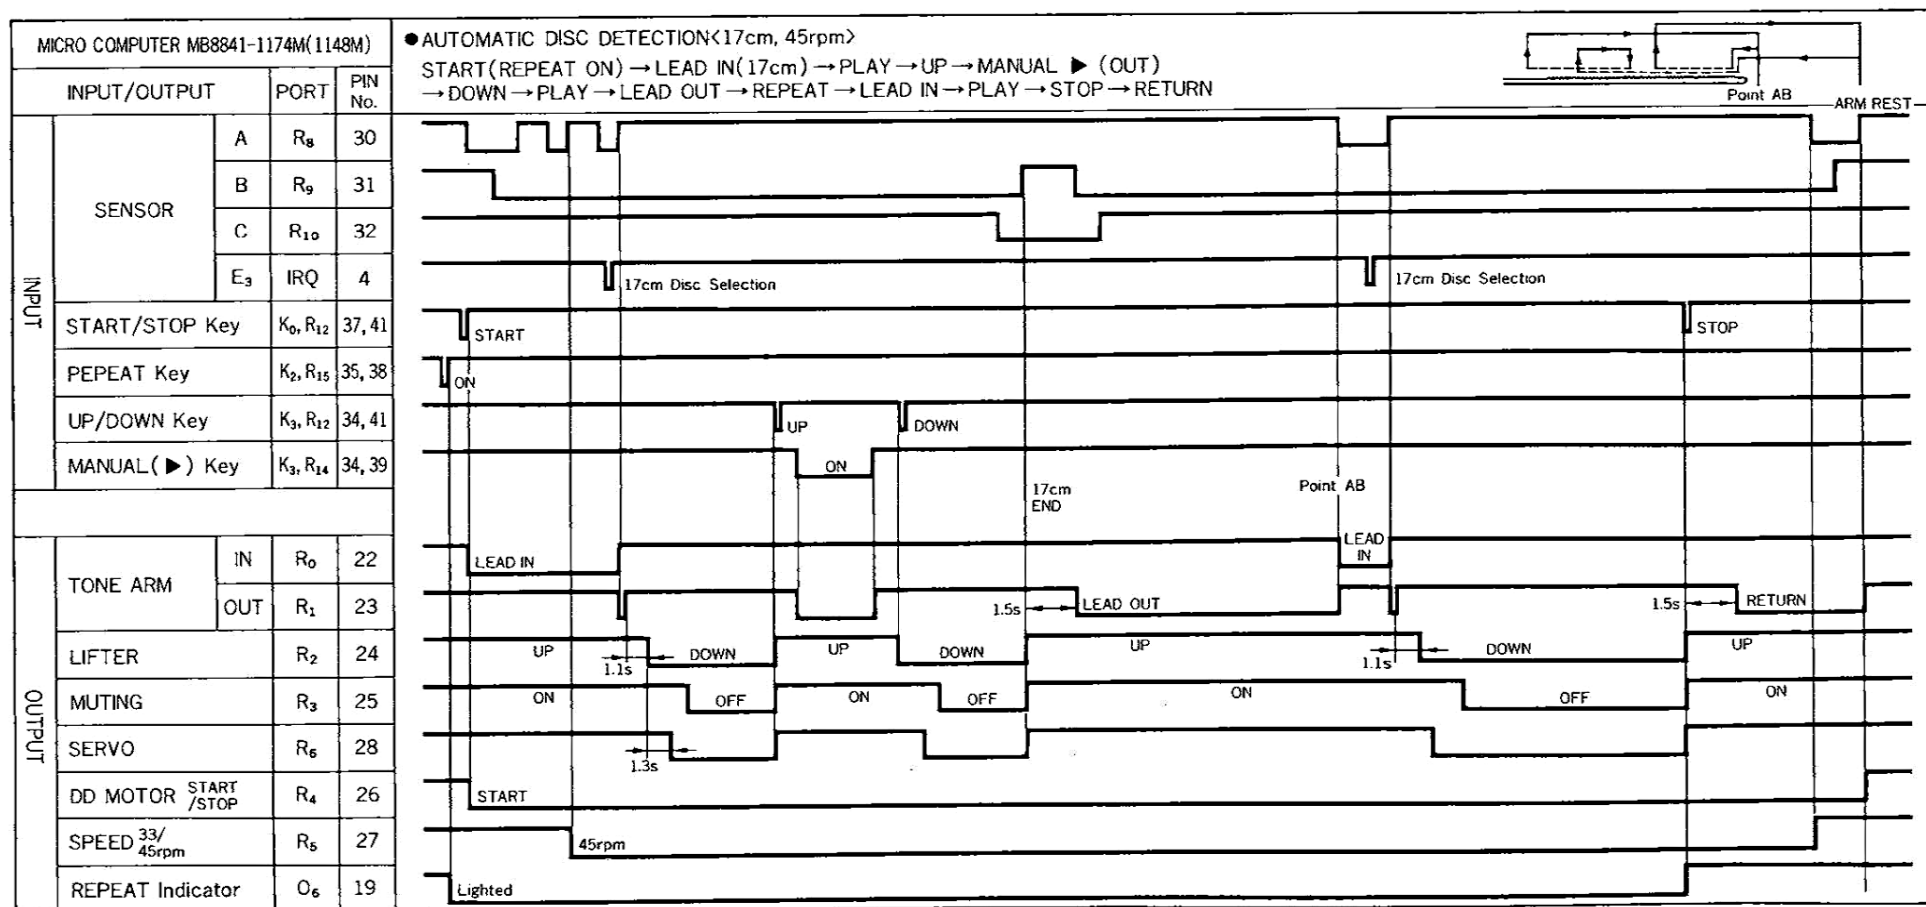 MICRO COMPUTER MB8841-1174M(1148M)
●AUTOMATIC DISC DETECTION<17cm, 45rpm>
START(REPEAT ON)→LEAD IN(17cm)→PLAY→UP→MANUAL ▶ (OUT)
→DOWN→PLAY→LEAD OUT→REPEAT→LEAD IN→PLAY→STOP→RETURN
Point AB
ARM REST
INPUT/OUTPUT PORT PIN No.
INPUT
SENSOR
A R8 30
B R9 31
C R10 32
E3 IRQ 4
17cm Disc Selection 17cm Disc Selection
START/STOP Key K0, R12 37, 41
START STOP
PEPEAT Key K2, R15 35, 38
ON
UP/DOWN Key K3, R12 34, 41
UP DOWN
MANUAL(▶) Key K3, R14 34, 39
ON
17cm END
Point AB
OUTPUT
TONE ARM
IN R0 22
LEAD IN LEAD IN
OUT R1 23
1.5s LEAD OUT 1.5s RETURN
LIFTER R2 24
UP 1.1s DOWN UP DOWN UP 1.1s DOWN UP
MUTING R3 25
ON OFF ON OFF ON OFF ON
SERVO R6 28
1.3s
DD MOTOR START/STOP R4 26
START
SPEED 33/45rpm R5 27
45rpm
REPEAT Indicator O6 19
Lighted